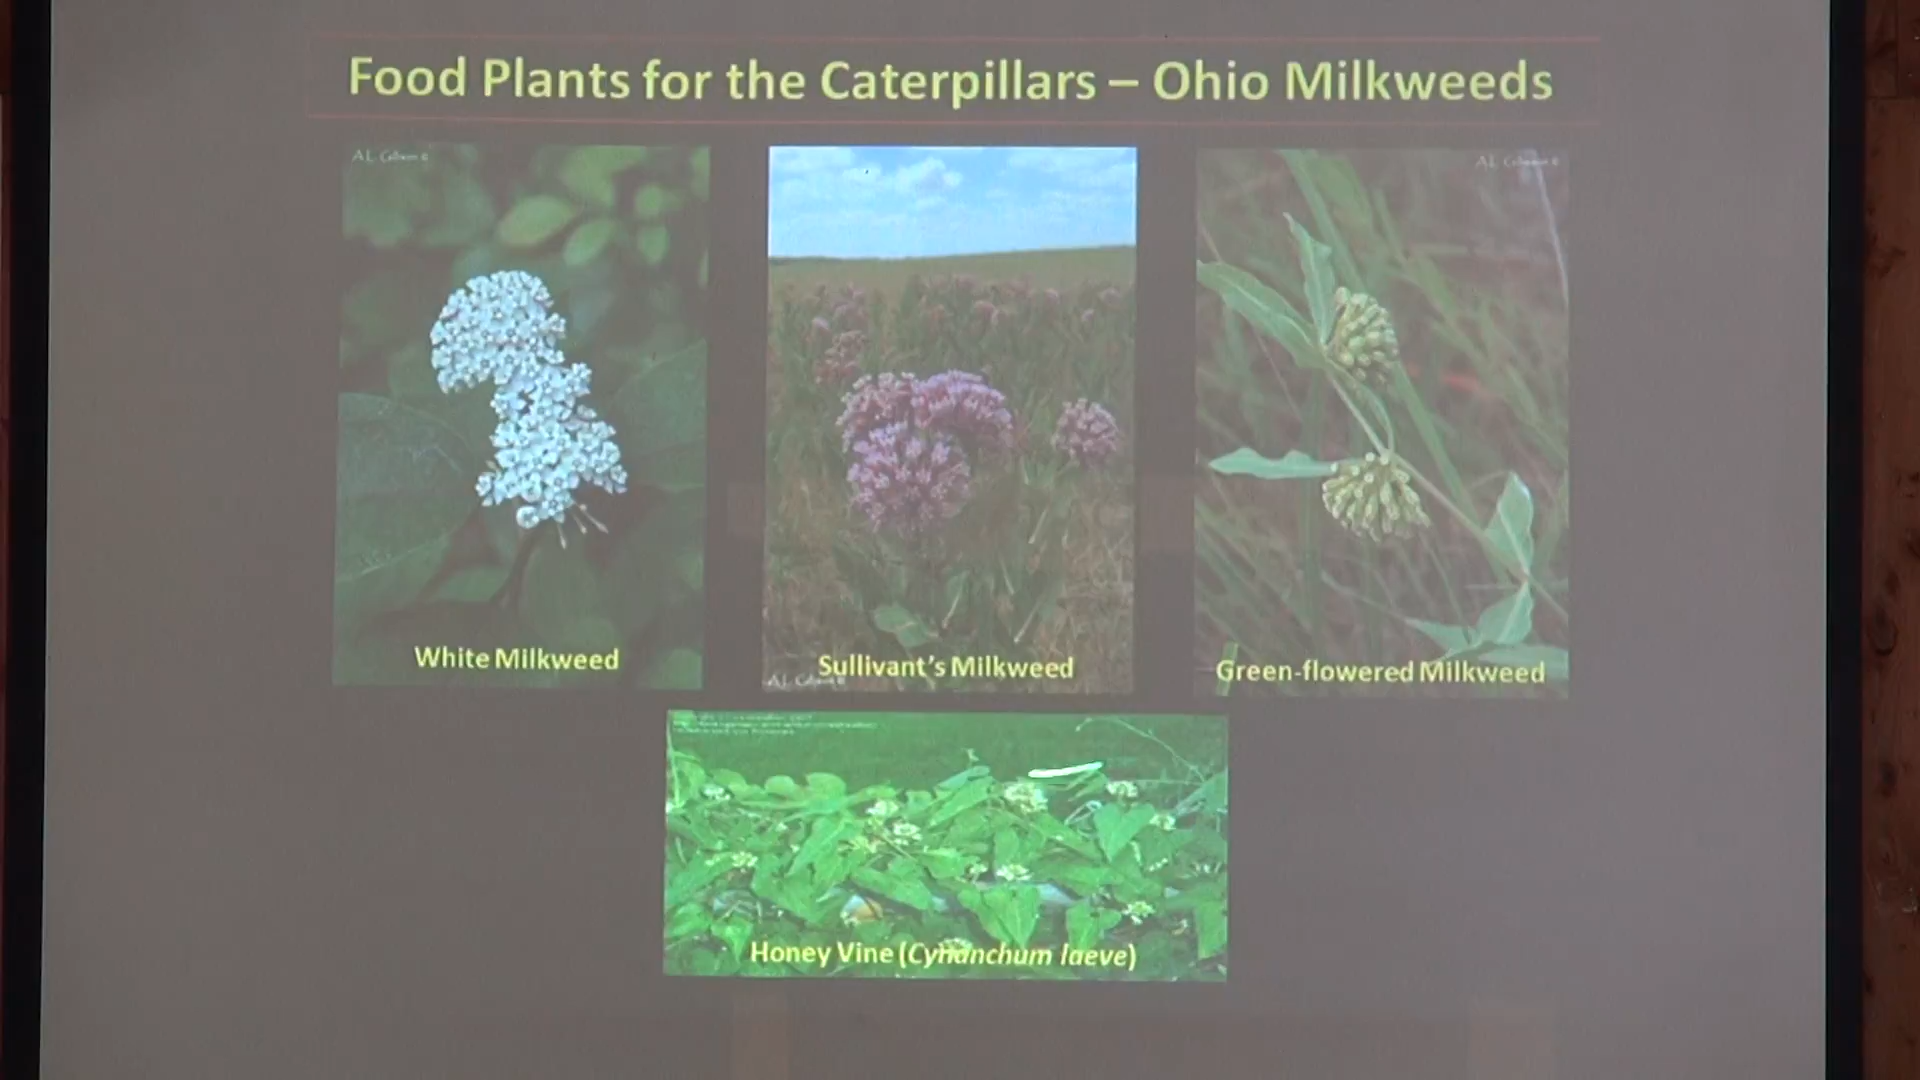 Food Plants for the Caterpillars – Ohio Milkweeds
White Milkweed
Sullivant's Milkweed
Green-flowered Milkweed
Honey Vine (Cynanchum laeve)